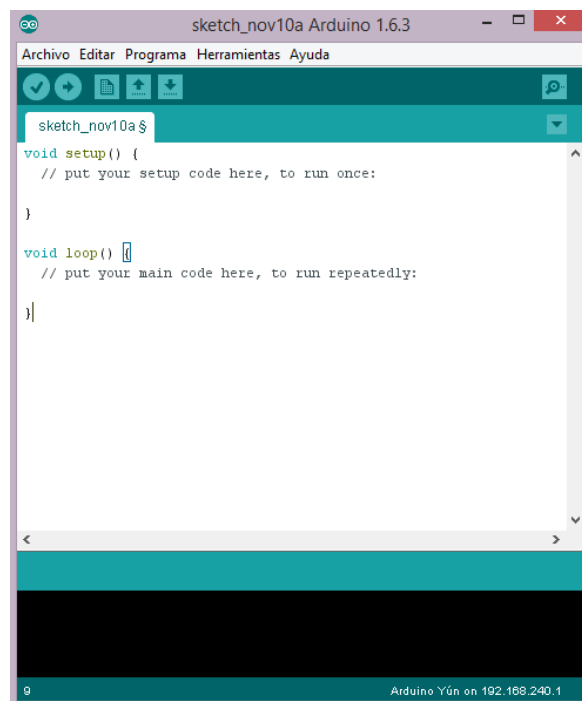 sketch_nov10a Arduino 1.6.3
Archivo Editar Programa Herramientas Ayuda
sketch_nov10a §
void setup() {
  // put your setup code here, to run once:
}
void loop() {
  // put your main code here, to run repeatedly:
}
9 Arduino Yún on 192.168.240.1